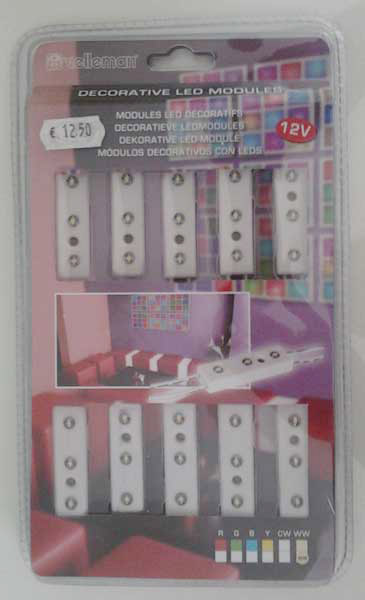 velleman
DECORATIVE LED MODULES
MODULES LED DÉCORATIFS
DECORATIEVE LEDMODULES
DEKORATIVE LED-MODULE
MÓDULOS DECORATIVOS CON LEDS
12V
€ 12.50
R G B Y CW WW